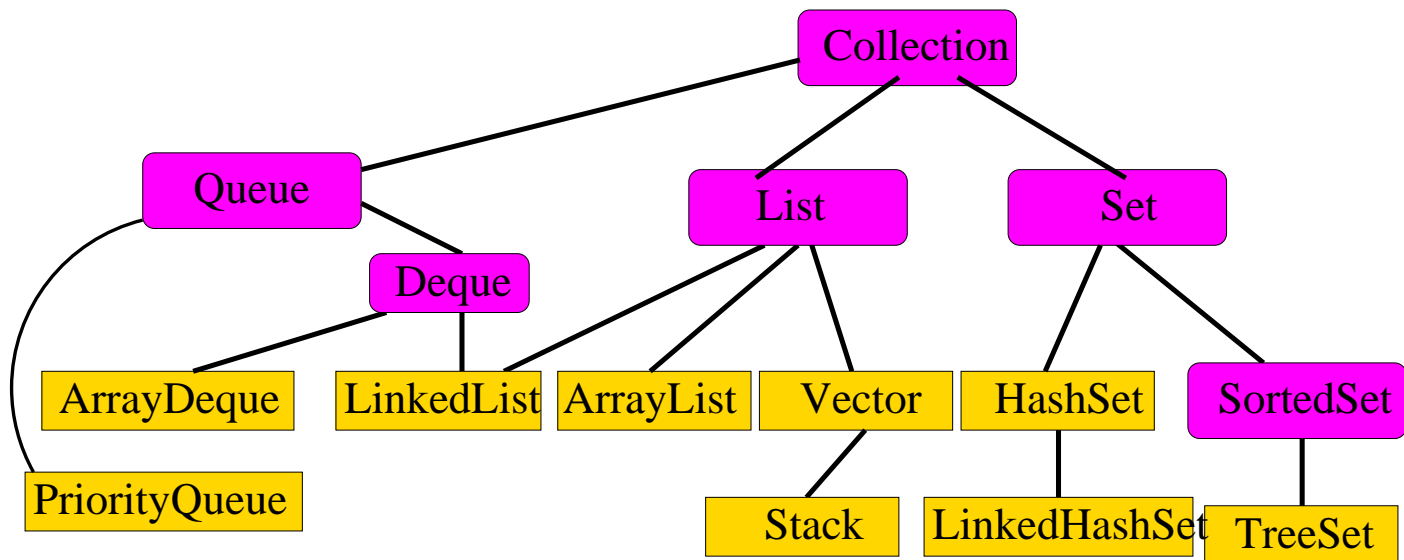 Collection
Queue
List
Set
Deque
ArrayDeque
LinkedList
ArrayList
Vector
HashSet
SortedSet
PriorityQueue
Stack
LinkedHashSet
TreeSet